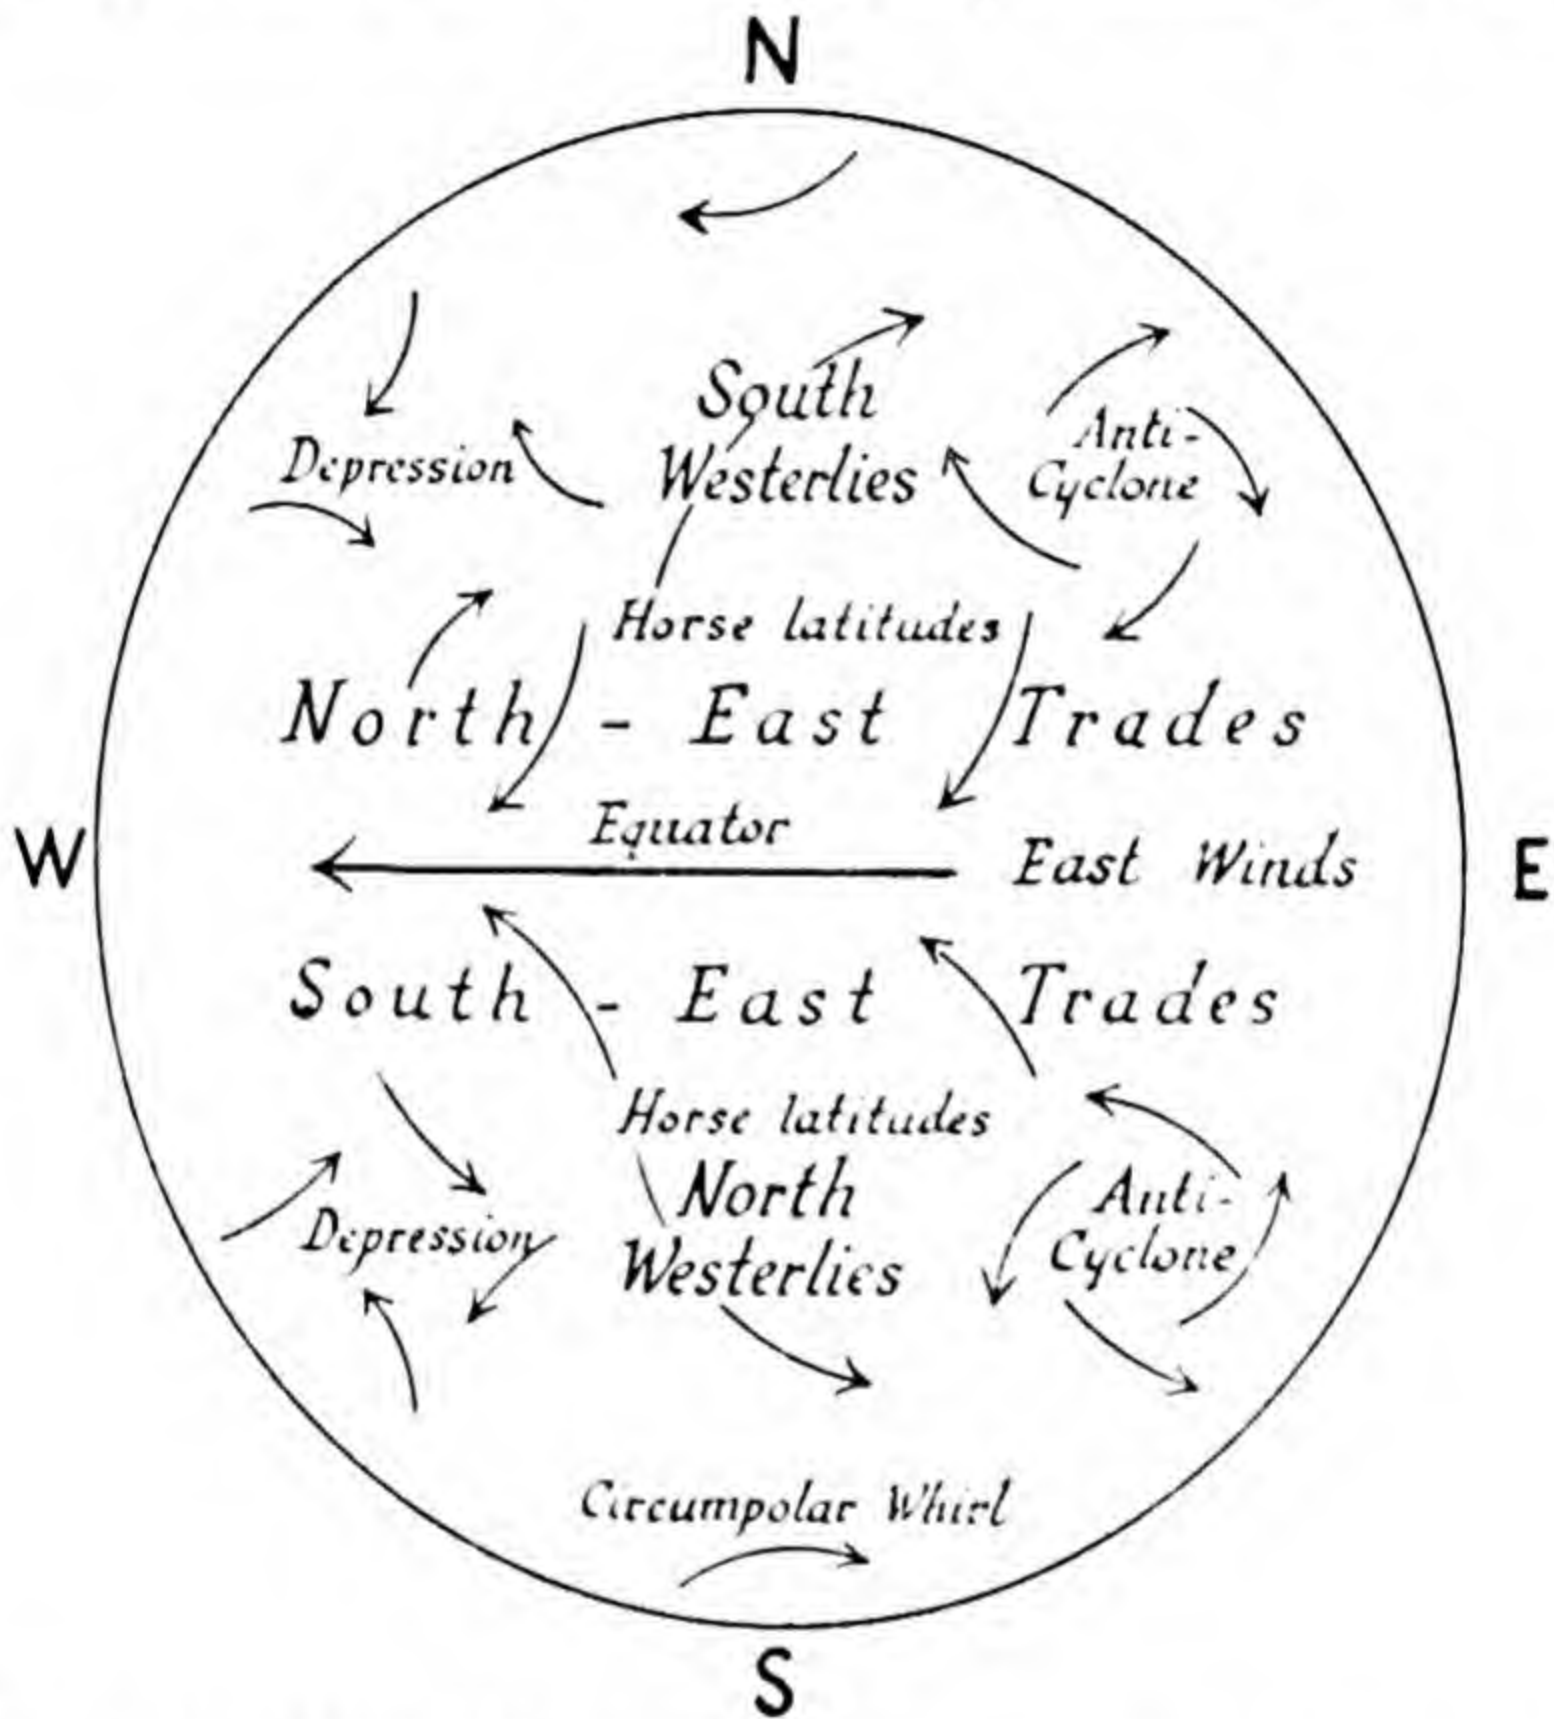 N
South
Westerlies
Depression
Anti-
Cyclone
Horse latitudes
North - East Trades
Equator
W
East Winds
E
South - East Trades
Horse latitudes
North
Westerlies
Depression
Anti-
Cyclone
Circumpolar Whirl
S